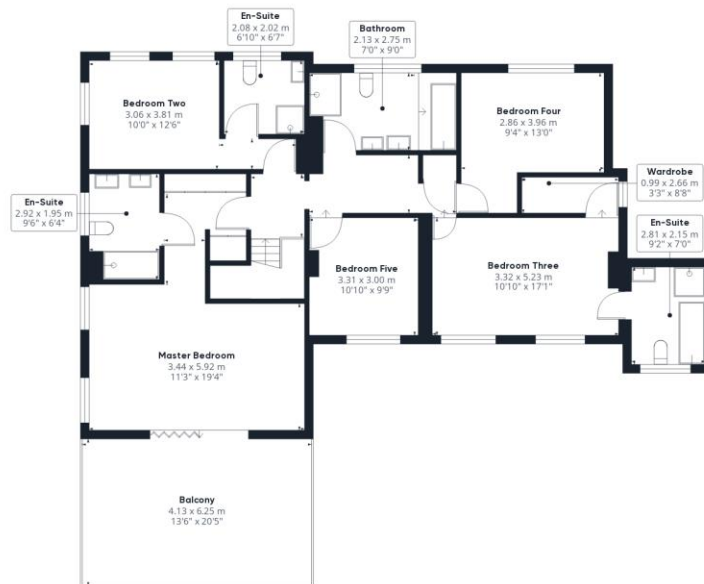 En-Suite
2.08 x 2.02 m
6'10" x 6'7"
Bathroom
2.13 x 2.75 m
7'0" x 9'0"
Bedroom Two
3.06 x 3.81 m
10'0" x 12'6"
Bedroom Four
2.86 x 3.96 m
9'4" x 13'0"
Wardrobe
0.99 x 2.66 m
3'3" x 8'8"
En-Suite
2.92 x 1.95 m
9'6" x 6'4"
En-Suite
2.81 x 2.15 m
9'2" x 7'0"
Bedroom Five
3.31 x 3.00 m
10'10" x 9'9"
Bedroom Three
3.32 x 5.23 m
10'10" x 17'1"
Master Bedroom
3.44 x 5.92 m
11'3" x 19'4"
Balcony
4.13 x 6.25 m
13'6" x 20'5"